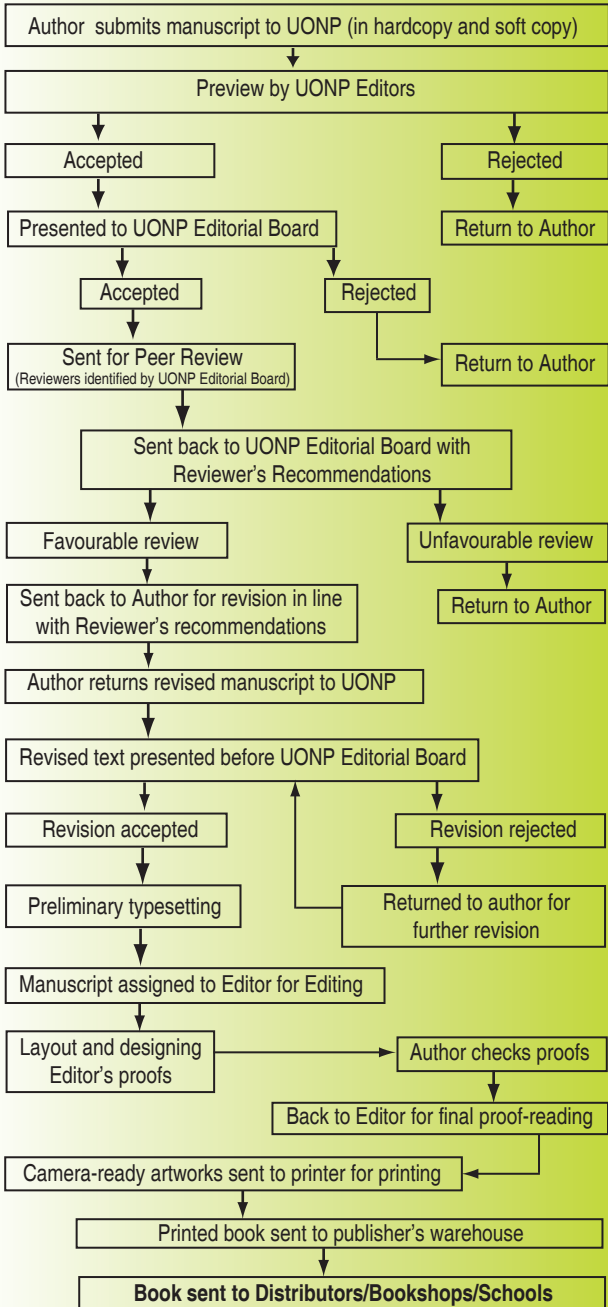 Author submits manuscript to UONP (in hardcopy and soft copy)
Preview by UONP Editors
Accepted
Rejected
Presented to UONP Editorial Board
Return to Author
Accepted
Rejected
Sent for Peer Review
(Reviewers identified by UONP Editorial Board)
Return to Author
Sent back to UONP Editorial Board with
Reviewer's Recommendations
Favourable review
Unfavourable review
Sent back to Author for revision in line
with Reviewer's recommendations
Return to Author
Author returns revised manuscript to UONP
Revised text presented before UONP Editorial Board
Revision accepted
Revision rejected
Preliminary typesetting
Returned to author for
further revision
Manuscript assigned to Editor for Editing
Layout and designing
Editor's proofs
Author checks proofs
Back to Editor for final proof-reading
Camera-ready artworks sent to printer for printing
Printed book sent to publisher's warehouse
Book sent to Distributors/Bookshops/Schools